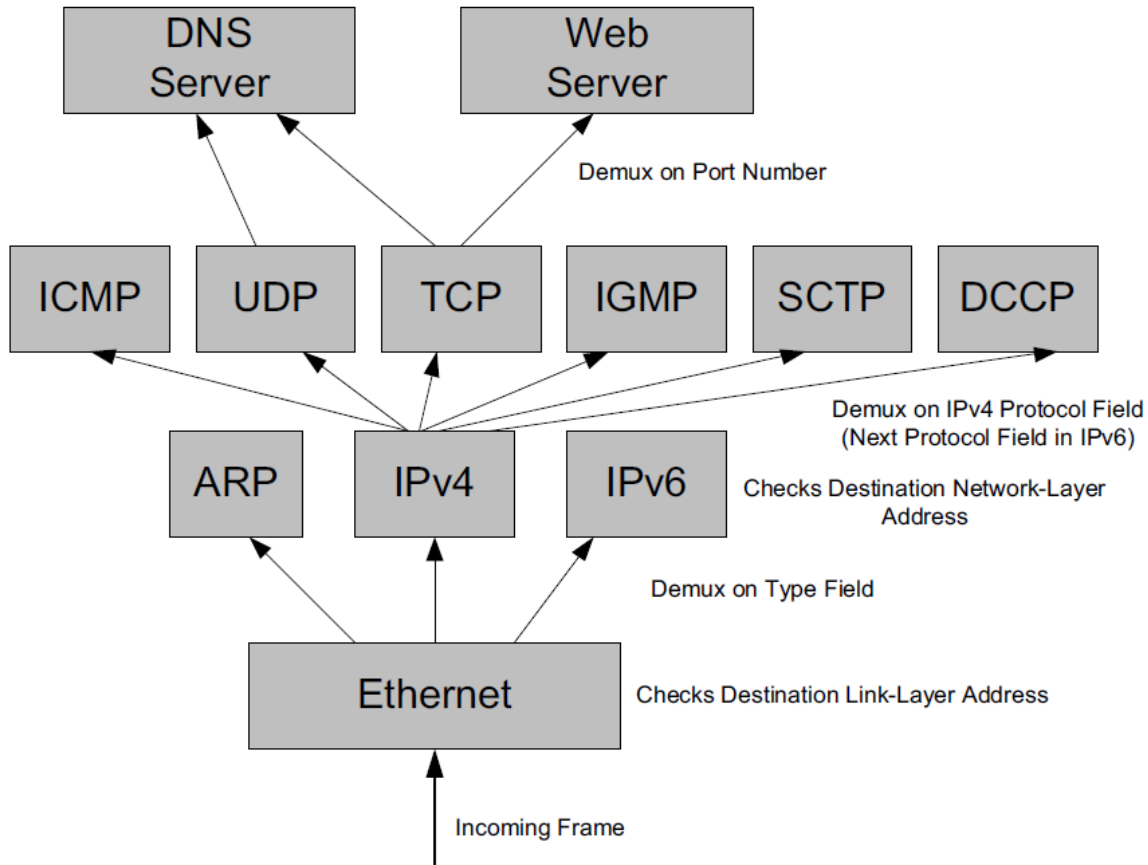 DNS
Server
Web
Server
Demux on Port Number
ICMP
UDP
TCP
IGMP
SCTP
DCCP
Demux on IPv4 Protocol Field
(Next Protocol Field in IPv6)
ARP
IPv4
IPv6
Checks Destination Network-Layer
Address
Demux on Type Field
Ethernet
Checks Destination Link-Layer Address
Incoming Frame